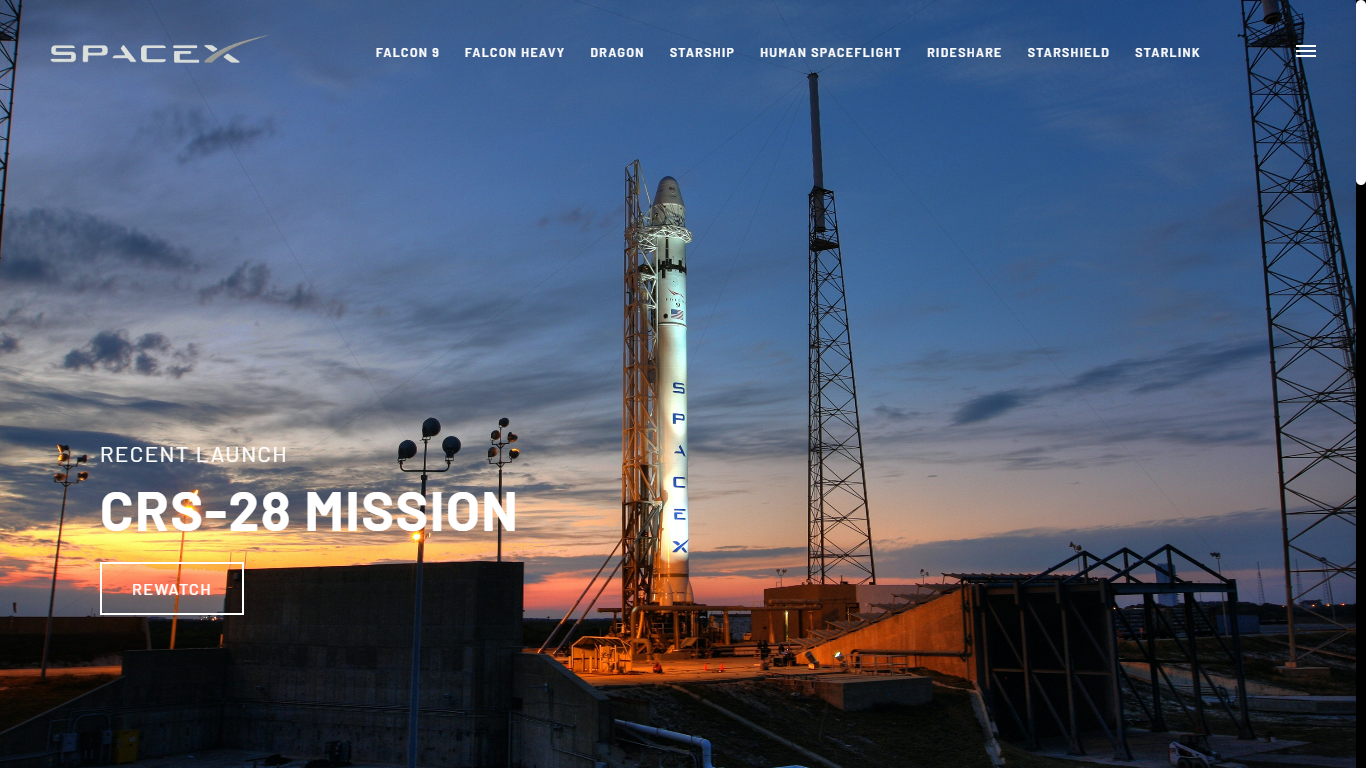 SPACEX
FALCON 9 FALCON HEAVY DRAGON STARSHIP HUMAN SPACEFLIGHT RIDESHARE STARSHIELD STARLINK
RECENT LAUNCH
CRS-28 MISSION
REWATCH
SPACEX